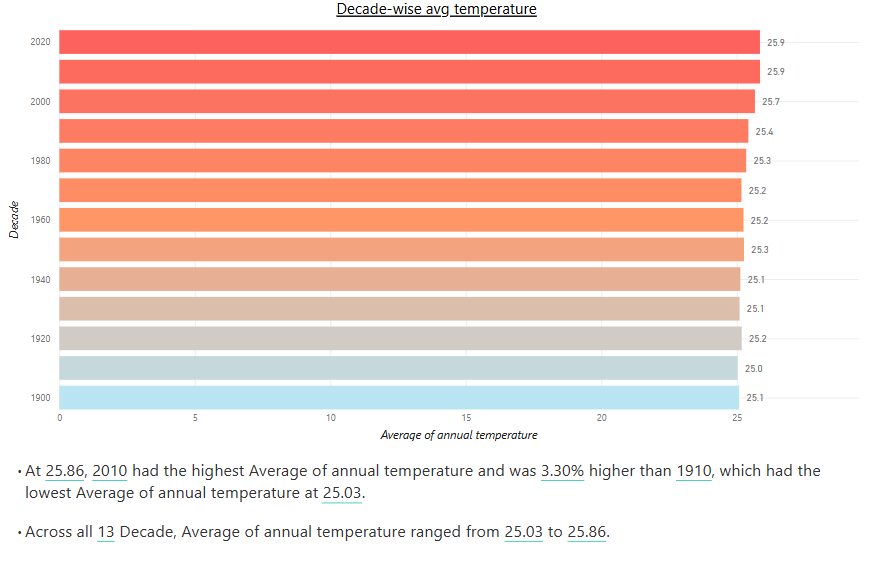 Decade-wise avg temperature
2020
25.9
25.9
2000
25.7
25.4
1980
25.3
25.2
1960
25.2
25.3
1940
25.1
25.1
1920
25.2
25.0
1900
25.1
Decade
0 5 10 15 20 25
Average of annual temperature
• At 25.86, 2010 had the highest Average of annual temperature and was 3.30% higher than 1910, which had the
lowest Average of annual temperature at 25.03.
• Across all 13 Decade, Average of annual temperature ranged from 25.03 to 25.86.